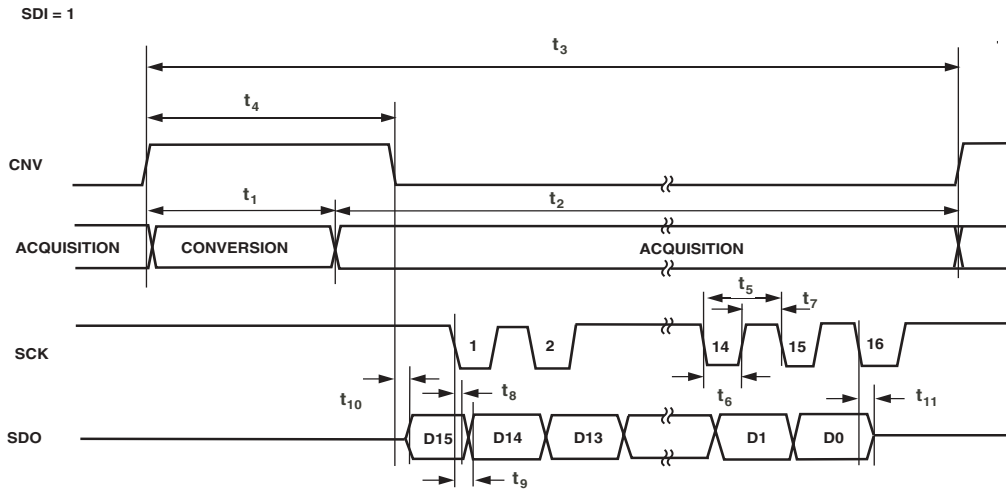 SDI = 1
t3
t4
CNV
t1
t2
ACQUISITION
CONVERSION
ACQUISITION
t5
t7
SCK
1
2
14
15
16
t10
t8
t6
t11
SDO
D15
D14
D13
D1
D0
t9